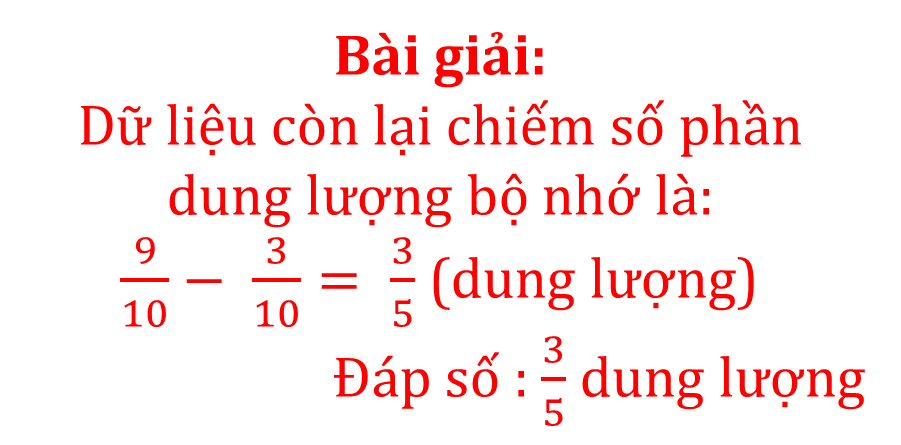 Bài giải:
Dữ liệu còn lại chiếm số phần
dung lượng bộ nhớ là:
9/10 − 3/10 = 3/5 (dung lượng)
Đáp số : 3/5 dung lượng